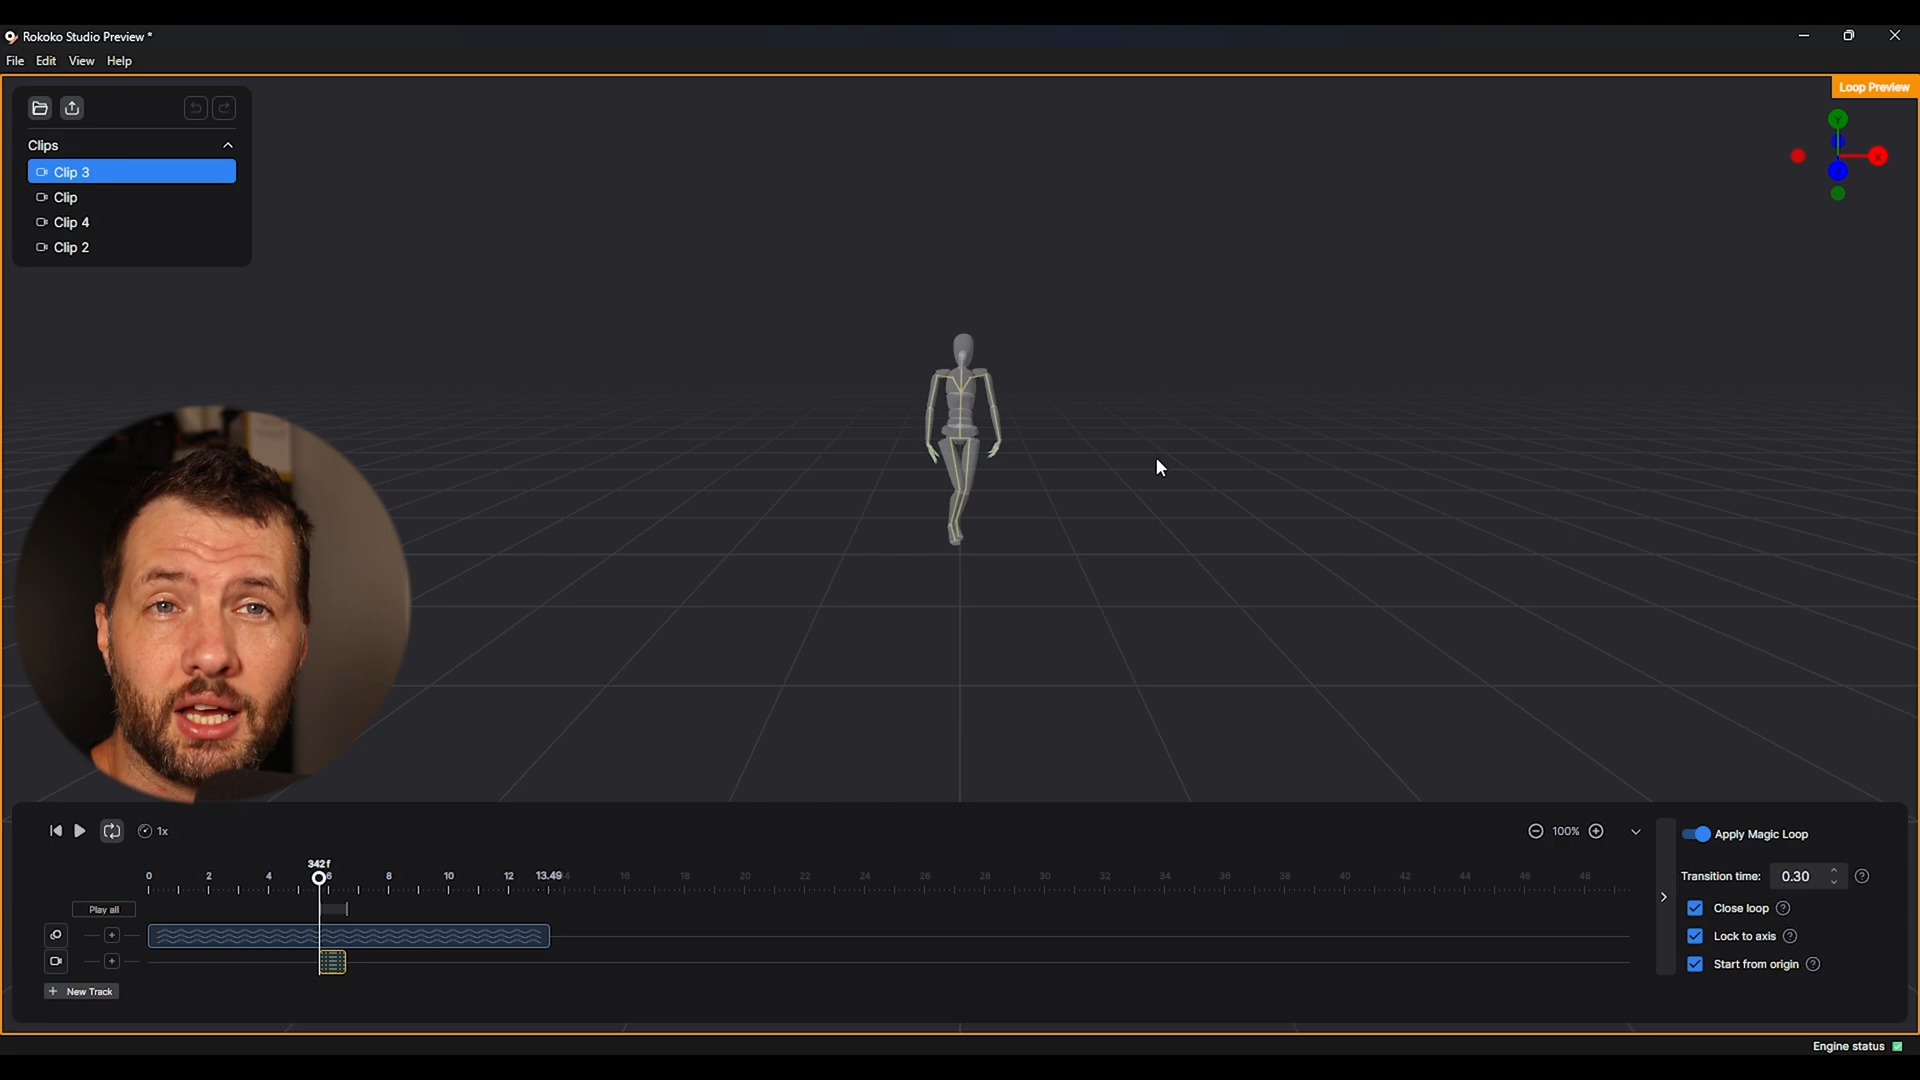 Rokoko Studio Preview *
File Edit View Help
Loop Preview
Y
X
Clips
Clip 3
Clip
Clip 4
Clip 2
1x
100%
342f
0 2 4 6 8 10 12 13.49 14 16 18 20 22 24 26 28 30 32 34 36 38 40 42 44 46 48
Play all
+ New Track
Apply Magic Loop
Transition time: 0.30 ?
Close loop ?
Lock to axis ?
Start from origin ?
Engine status